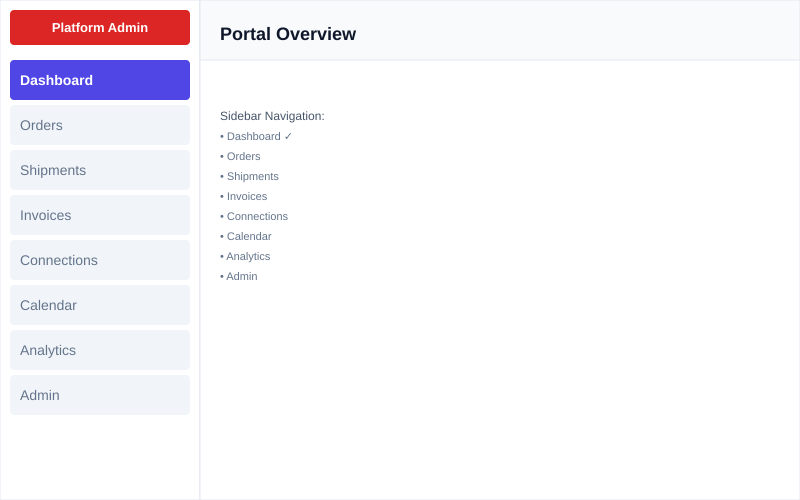 Platform Admin
Dashboard
Orders
Shipments
Invoices
Connections
Calendar
Analytics
Admin
Portal Overview
Sidebar Navigation:
• Dashboard ✓
• Orders
• Shipments
• Invoices
• Connections
• Calendar
• Analytics
• Admin